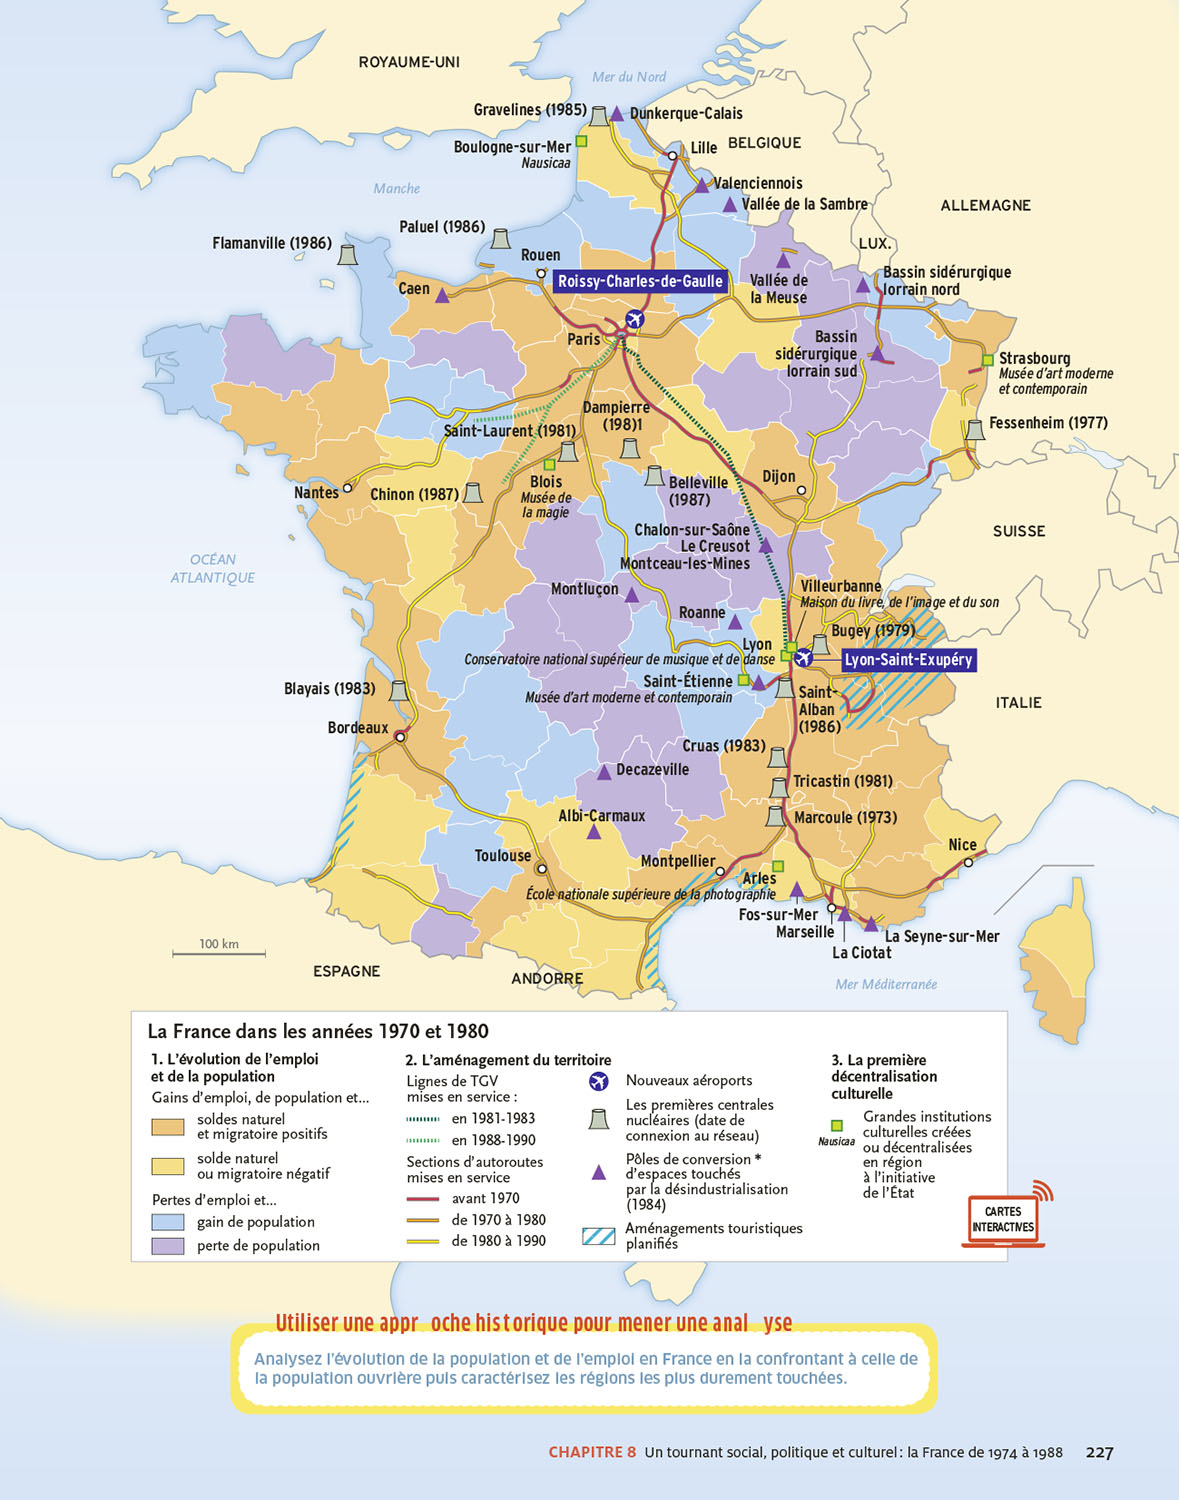 ROYAUME-UNI
Mer du Nord
Gravelines (1985)
Dunkerque-Calais
Boulogne-sur-Mer
Nausicaa
Lille
BELGIQUE
Manche
Valenciennois
Vallée de la Sambre
ALLEMAGNE
Paluel (1986)
Flamanville (1986)
LUX.
Rouen
Roissy-Charles-de-Gaulle
Vallée de
la Meuse
Bassin sidérurgique
lorrain nord
Caen
Paris
Bassin
sidérurgique
lorrain sud
Strasbourg
Musée d'art moderne
et contemporain
Dampierre
(198)1
Saint-Laurent (1981)
Fessenheim (1977)
Nantes
Chinon (1987)
Blois
Musée de
la magie
Belleville
(1987)
Dijon
OCÉAN
ATLANTIQUE
Chalon-sur-Saône
Le Creusot
Montceau-les-Mines
SUISSE
Montluçon
Villeurbanne
Maison du livre, de l'image et du son
Roanne
Bugey (1979)
Lyon
Conservatoire national supérieur de musique et de danse
Lyon-Saint-Exupéry
Saint-Étienne
Musée d'art moderne et contemporain
Blayais (1983)
Saint-
Alban
(1986)
ITALIE
Bordeaux
Cruas (1983)
Decazeville
Tricastin (1981)
Albi-Carmaux
Marcoule (1973)
Toulouse
Montpellier
Nice
Arles
École nationale supérieure de la photographie
Fos-sur-Mer
Marseille
La Seyne-sur-Mer
La Ciotat
100 km
ESPAGNE
ANDORRE
Mer Méditerranée
La France dans les années 1970 et 1980
1. L'évolution de l'emploi
et de la population
Gains d'emploi, de population et...
soldes naturel
et migratoire positifs
solde naturel
ou migratoire négatif
Pertes d'emploi et...
gain de population
perte de population
2. L'aménagement du territoire
Lignes de TGV
mises en service :
en 1981-1983
en 1988-1990
Sections d'autoroutes
mises en service
avant 1970
de 1970 à 1980
de 1980 à 1990
Nouveaux aéroports
Les premières centrales
nucléaires (date de
connexion au réseau)
Pôles de conversion *
d'espaces touchés
par la désindustrialisation
(1984)
Aménagements touristiques
planifiés
3. La première
décentralisation
culturelle
Nausicaa
Grandes institutions
culturelles créées
ou décentralisées
en région
à l'initiative
de l'État
CARTES
INTERACTIVES
Utiliser une appr oche historique pour mener une anal yse
Analysez l'évolution de la population et de l'emploi en France en la confrontant à celle de
la population ouvrière puis caractérisez les régions les plus durement touchées.
CHAPITRE 8 Un tournant social, politique et culturel : la France de 1974 à 1988 227